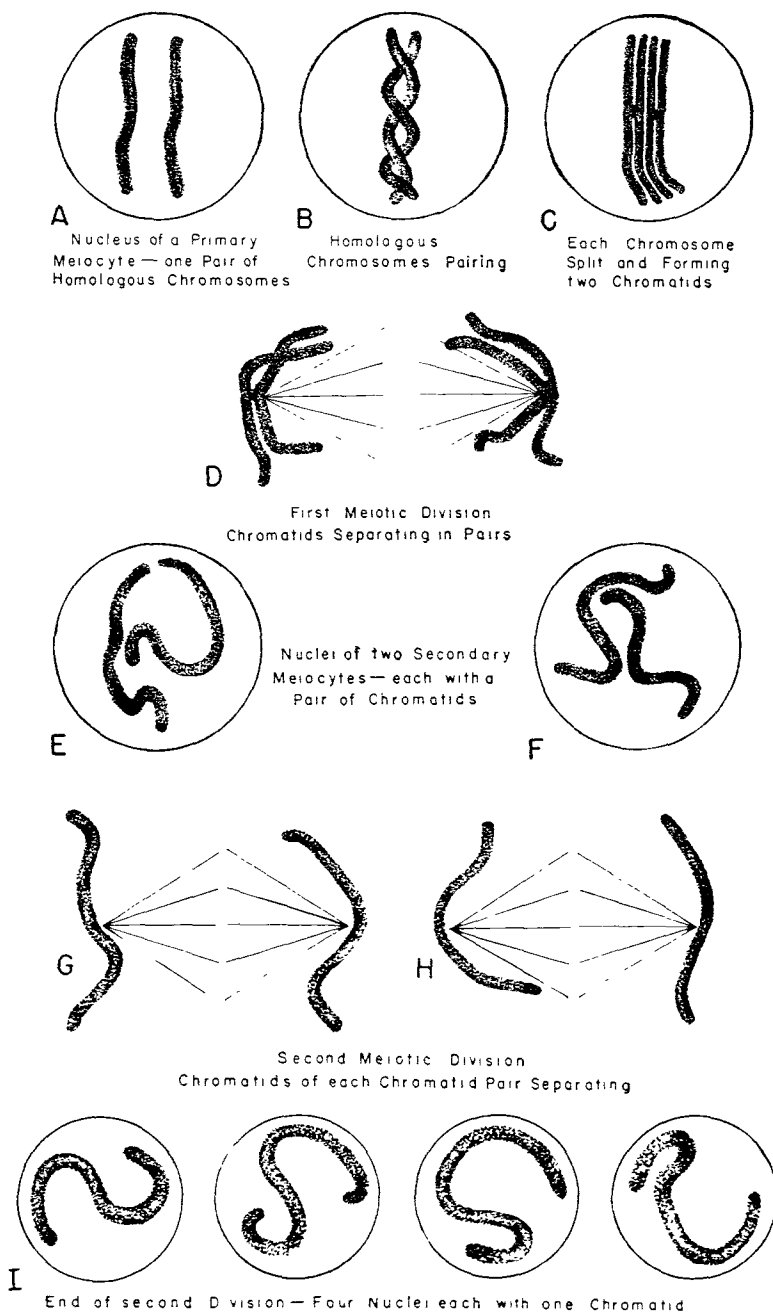 A
Nucleus of a Primary
Meiocyte — one Pair of
Homologous Chromosomes
B
Homologous
Chromosomes Pairing
C
Each Chromosome
Split and Forming
two Chromatids
D
First Meiotic Division
Chromatids Separating in Pairs
E
Nuclei of two Secondary
Meiocytes — each with a
Pair of Chromatids
F
G
H
Second Meiotic Division
Chromatids of each Chromatid Pair Separating
I
End of second D vision — Four Nuclei each with one Chromatid